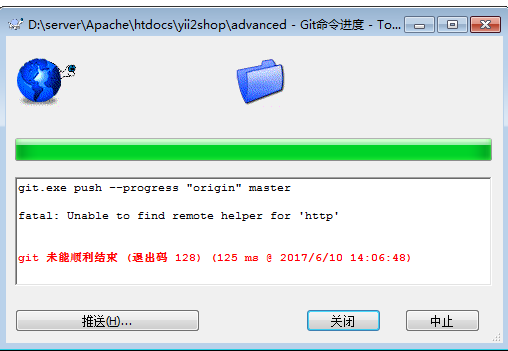 D:\server\Apache\htdocs\yii2shop\advanced - Git命令进度 - To...
git.exe push --progress "origin" master
fatal: Unable to find remote helper for 'http'
git 未能顺利结束 (退出码 128) (125 ms @ 2017/6/10 14:06:48)
推送(H)...
关闭
中止